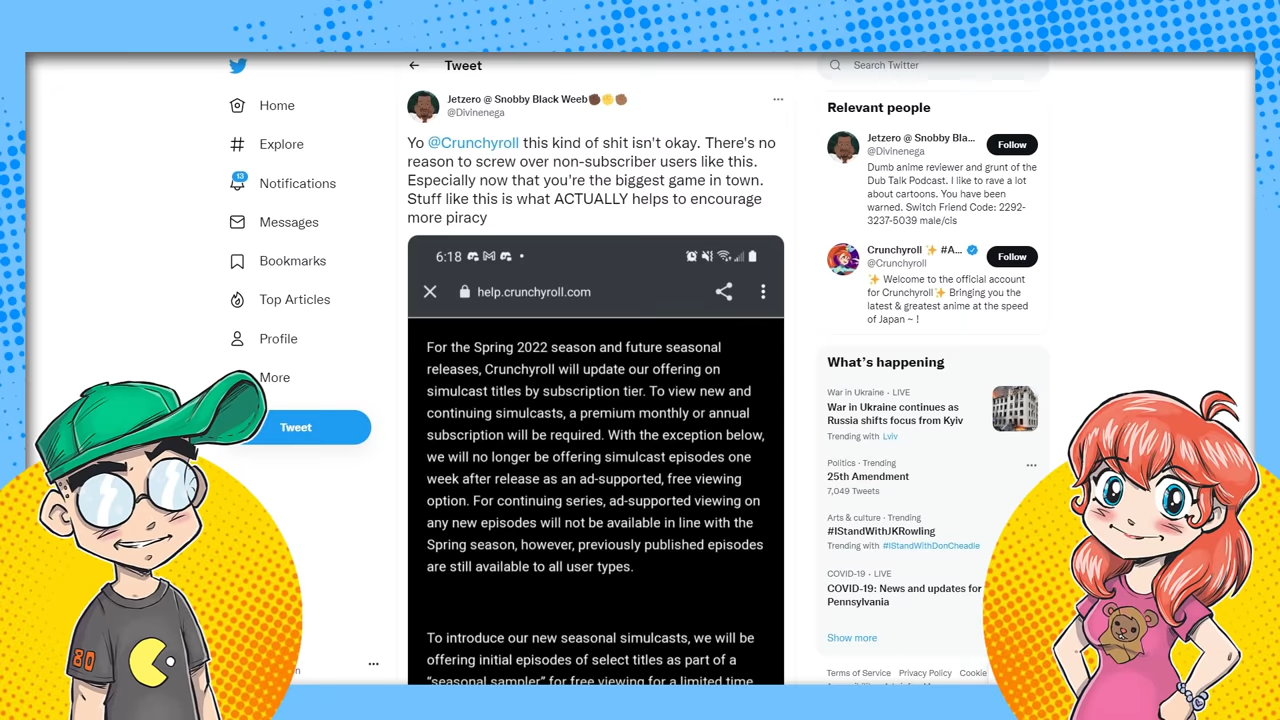 Home
Explore
13
Notifications
Messages
Bookmarks
Top Articles
Profile
More
Tweet
Tweet
Jetzero @ Snobby Black Weeb✊🏿✊✊🏽
@Divinenega
Yo @Crunchyroll this kind of shit isn't okay. There's no
reason to screw over non-subscriber users like this.
Especially now that you're the biggest game in town.
Stuff like this is what ACTUALLY helps to encourage
more piracy
6:18
help.crunchyroll.com
For the Spring 2022 season and future seasonal
releases, Crunchyroll will update our offering on
simulcast titles by subscription tier. To view new and
continuing simulcasts, a premium monthly or annual
subscription will be required. With the exception below,
we will no longer be offering simulcast episodes one
week after release as an ad-supported, free viewing
option. For continuing series, ad-supported viewing on
any new episodes will not be available in line with the
Spring season, however, previously published episodes
are still available to all user types.
To introduce our new seasonal simulcasts, we will be
offering initial episodes of select titles as part of a
"seasonal sampler" for free viewing for a limited time
Search Twitter
Relevant people
Jetzero @ Snobby Bla...
@Divinenega
Follow
Dumb anime reviewer and grunt of the
Dub Talk Podcast. I like to rave a lot
about cartoons. You have been
warned. Switch Friend Code: 2292-
3237-5039 male/cis
Crunchyroll ✨ #A...
@Crunchyroll
Follow
✨ Welcome to the official account
for Crunchyroll✨ Bringing you the
latest & greatest anime at the speed
of Japan ~ !
What's happening
War in Ukraine · LIVE
War in Ukraine continues as
Russia shifts focus from Kyiv
Trending with Lviv
Politics · Trending
25th Amendment
7,049 Tweets
Arts & culture · Trending
#IStandWithJKRowling
Trending with #IStandWithDonCheadle
COVID-19 · LIVE
COVID-19: News and updates for
Pennsylvania
Show more
Terms of Service Privacy Policy Cookie
80